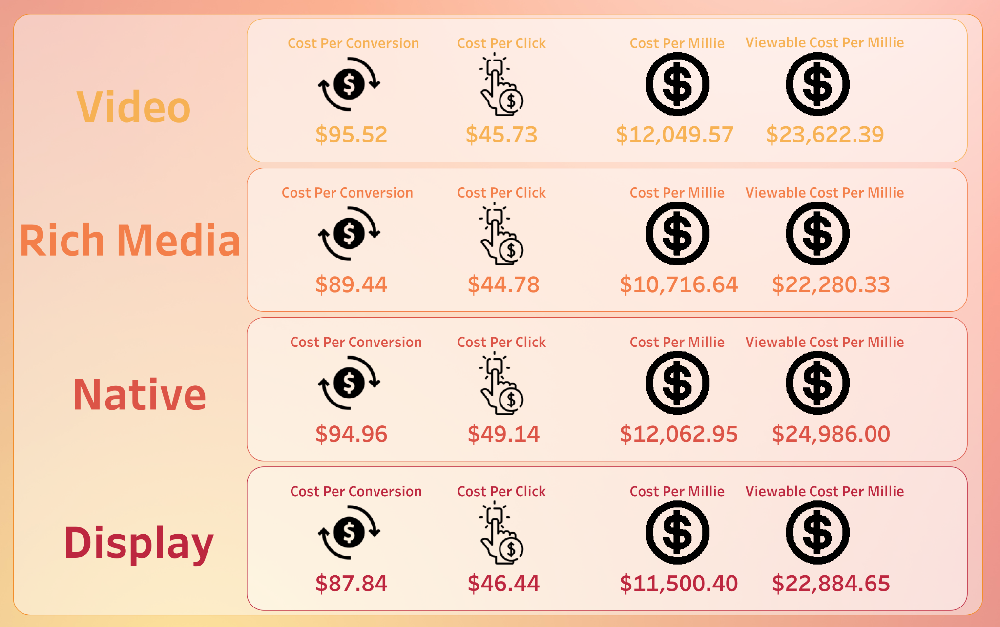 Video
Cost Per Conversion
Cost Per Click
Cost Per Millie
Viewable Cost Per Millie
$
$
$
$
$95.52
$45.73
$12,049.57
$23,622.39
Rich Media
Cost Per Conversion
Cost Per Click
Cost Per Millie
Viewable Cost Per Millie
$
$
$
$
$89.44
$44.78
$10,716.64
$22,280.33
Native
Cost Per Conversion
Cost Per Click
Cost Per Millie
Viewable Cost Per Millie
$
$
$
$
$94.96
$49.14
$12,062.95
$24,986.00
Display
Cost Per Conversion
Cost Per Click
Cost Per Millie
Viewable Cost Per Millie
$
$
$
$
$87.84
$46.44
$11,500.40
$22,884.65